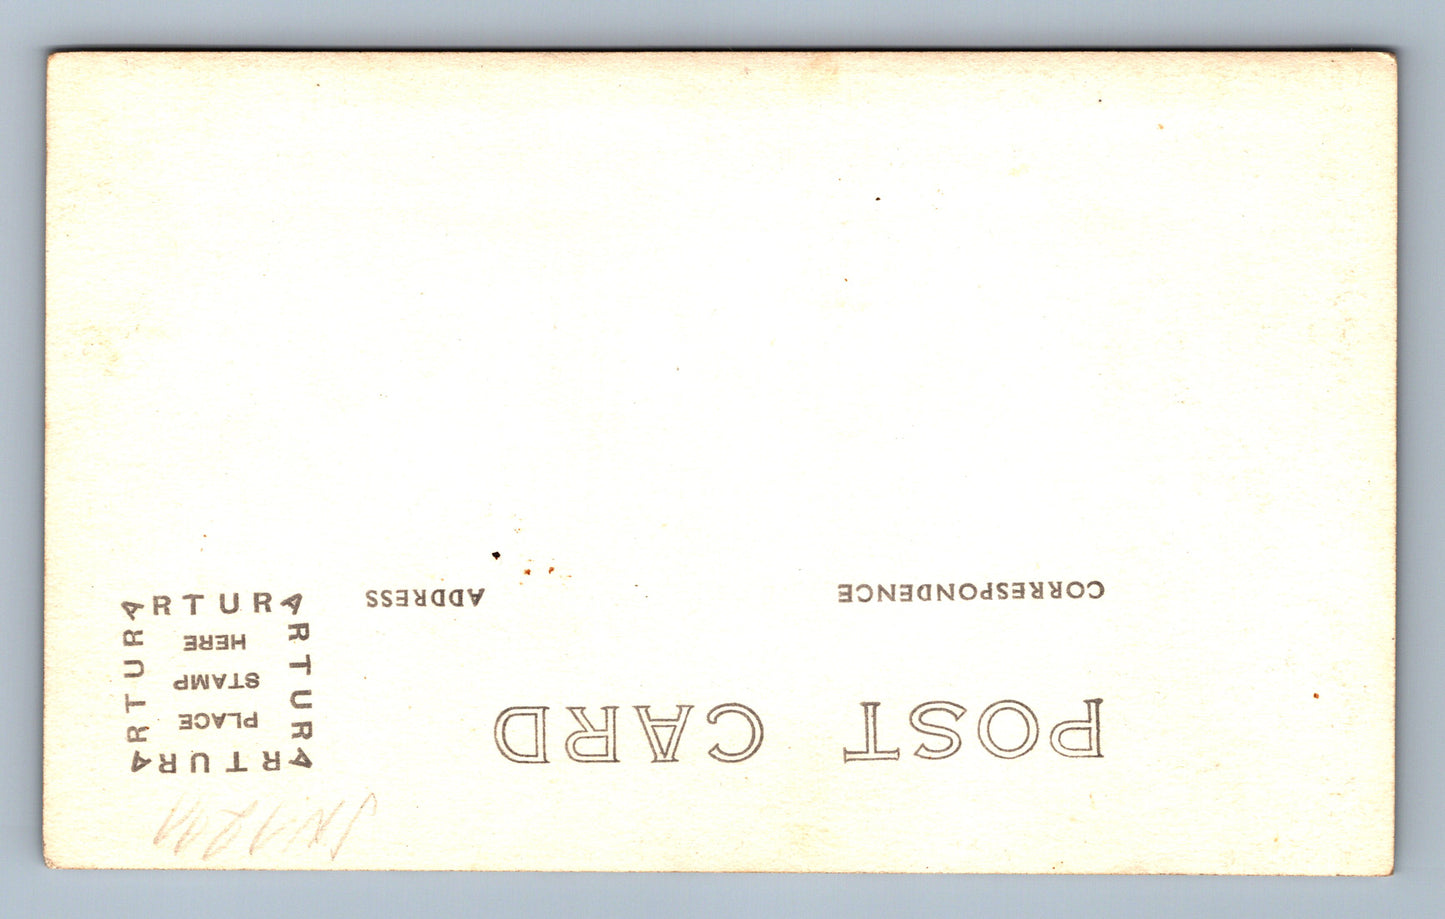 POST CARD
CORRESPONDENCE
ADDRESS
ARTURA
ARTURA
ARTURA
ARTURA
PLACE
STAMP
HERE